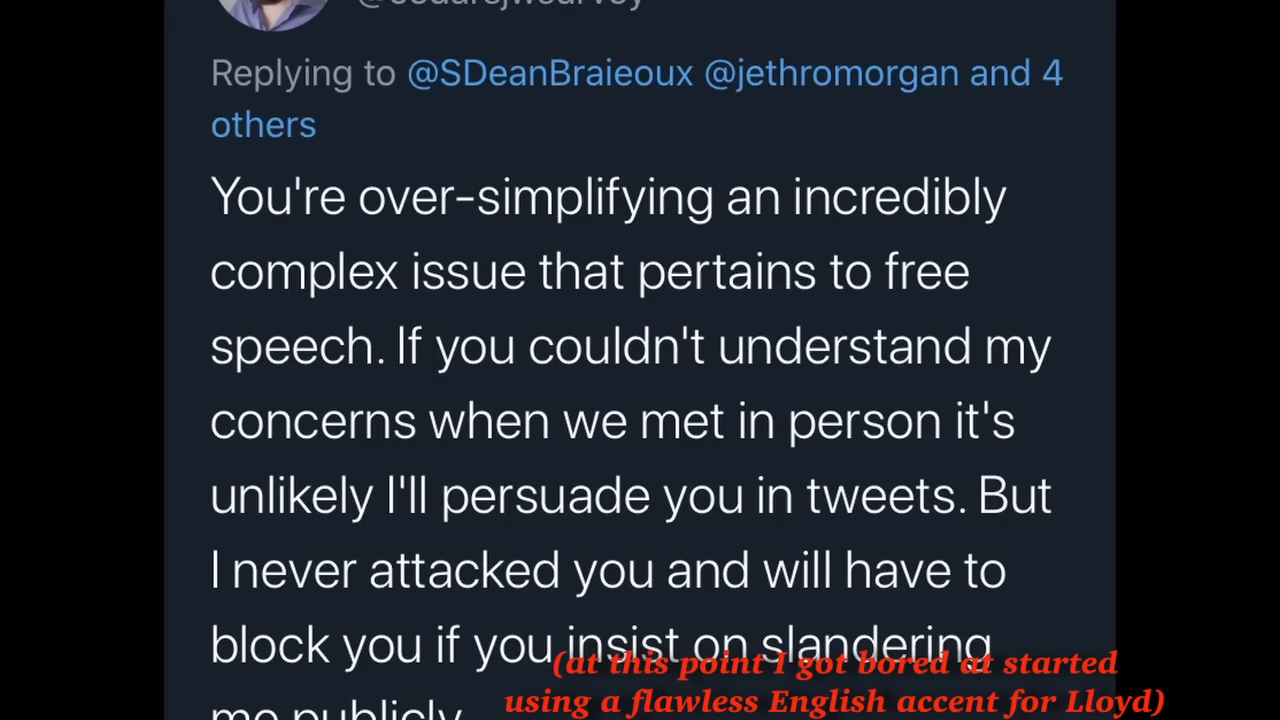 Replying to @SDeanBraieoux @jethromorgan and 4
others
You're over-simplifying an incredibly
complex issue that pertains to free
speech. If you couldn't understand my
concerns when we met in person it's
unlikely I'll persuade you in tweets. But
I never attacked you and will have to
block you if you insist on slandering
me publicly.
(at this point I got bored at started
using a flawless English accent for Lloyd)